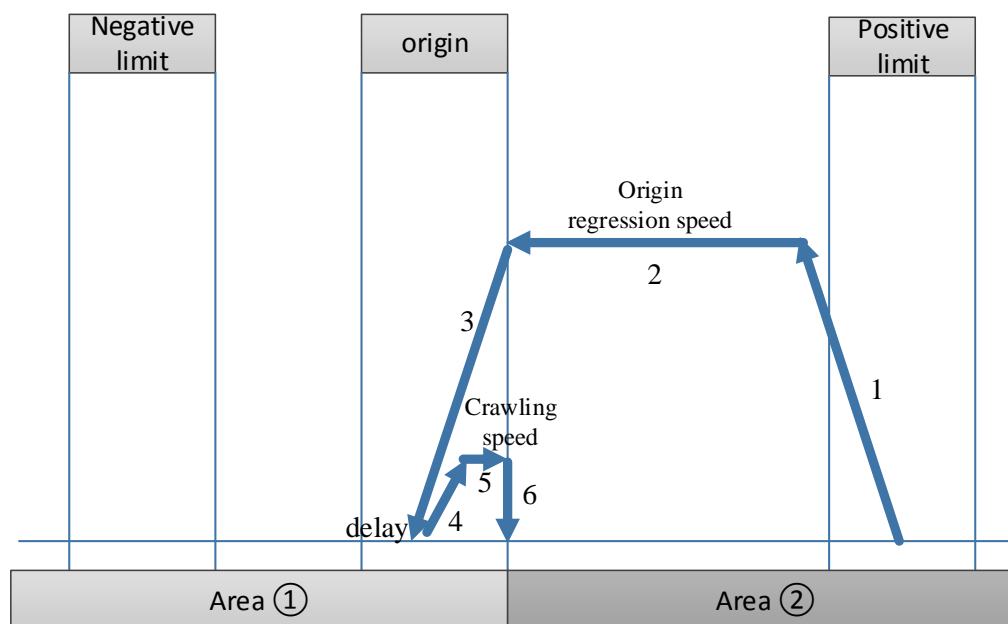 Negative
limit
origin
Positive
limit
Origin
regression speed
2
3
1
Crawling
speed
5
6
4
delay
Area ①
Area ②